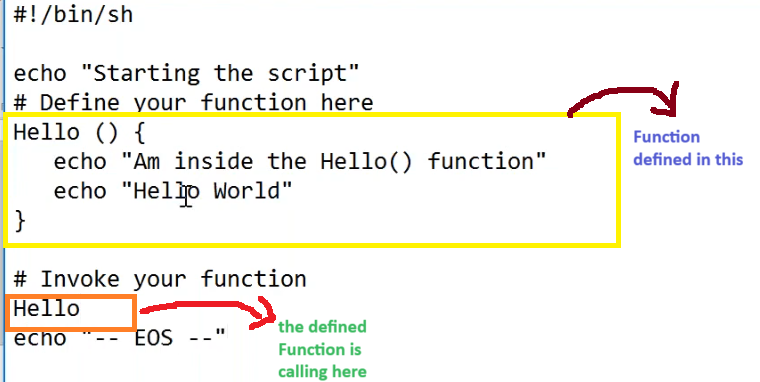 #!/bin/sh
echo "Starting the script"
# Define your function here
Hello () {
echo "Am inside the Hello() function"
echo "Hello World"
}
Function
defined in this
# Invoke your function
Hello
echo "-- EOS --"
the defined
Function is
calling here